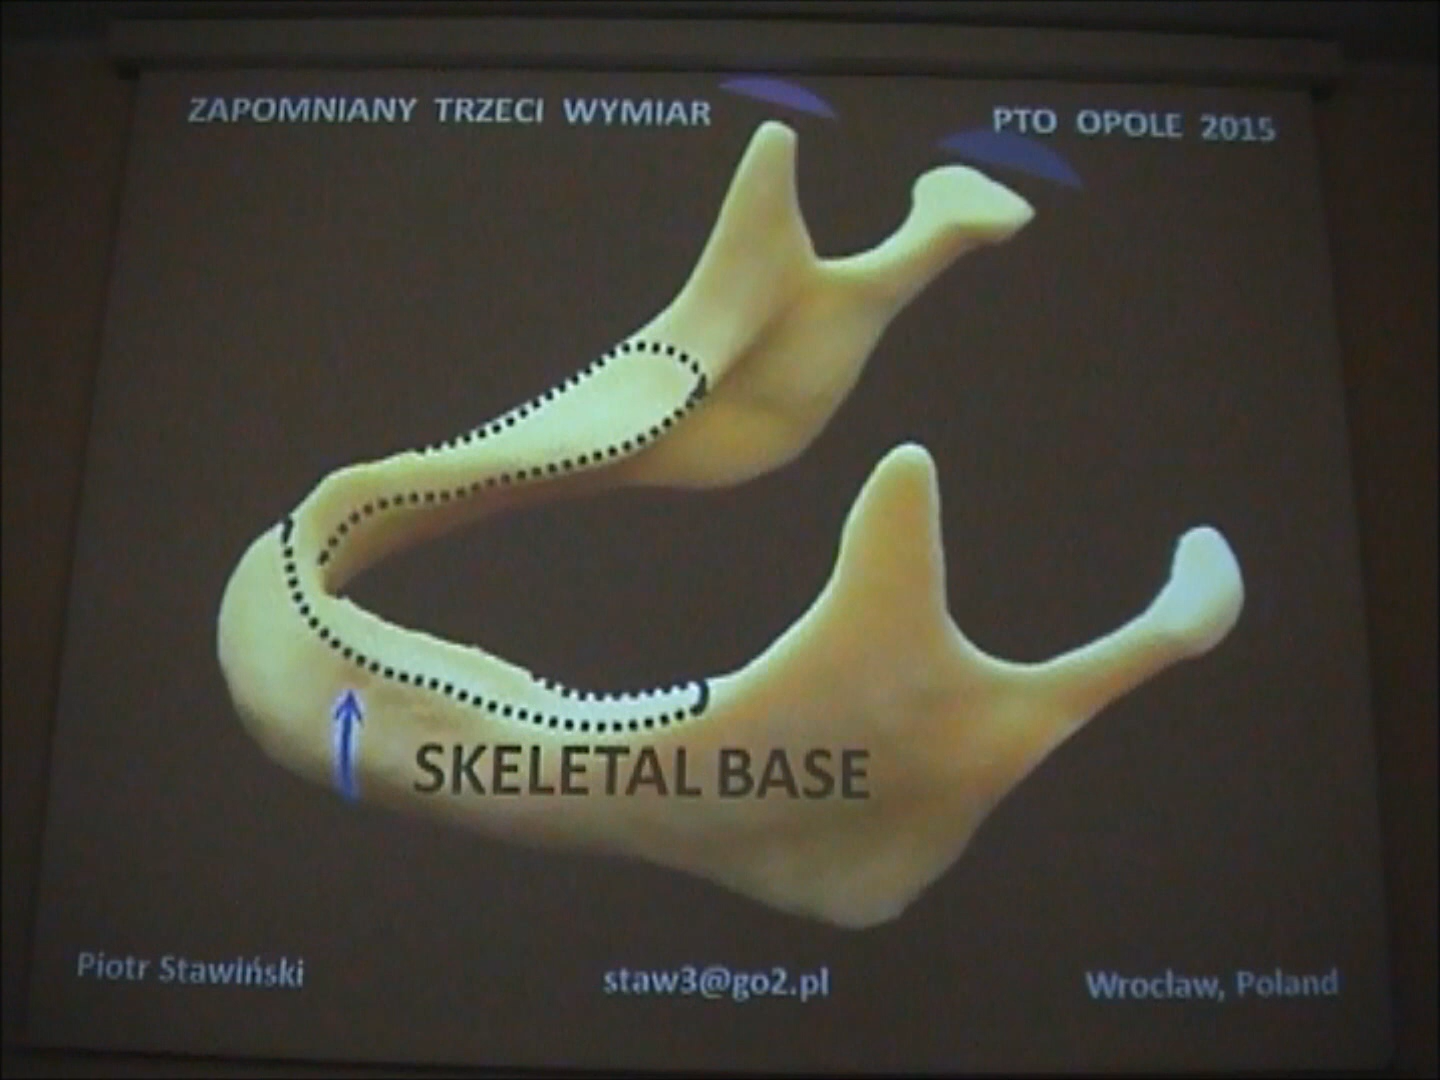 ZAPOMNIANY TRZECI WYMIAR
PTO OPOLE 2015
SKELETAL BASE
Piotr Stawiński
staw3@go2.pl
Wroclaw, Poland